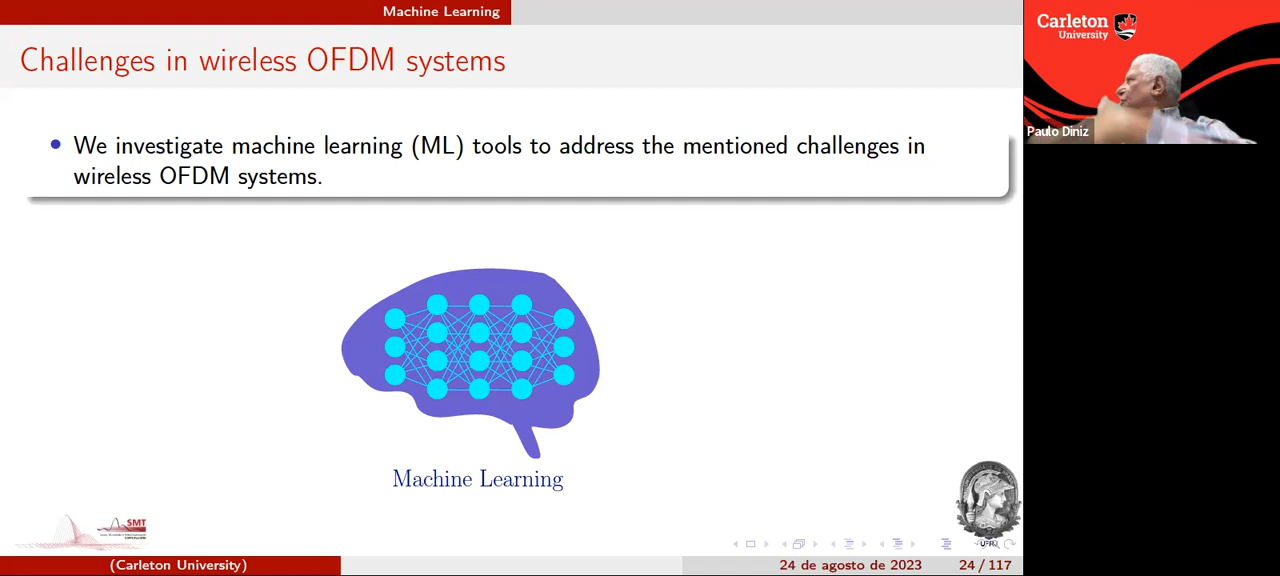 Machine Learning
Challenges in wireless OFDM systems
We investigate machine learning (ML) tools to address the mentioned challenges in
wireless OFDM systems.
Machine Learning
SMT
UFRJ
(Carleton University)
24 de agosto de 2023
24 / 117
Carleton
University
Paulo Diniz